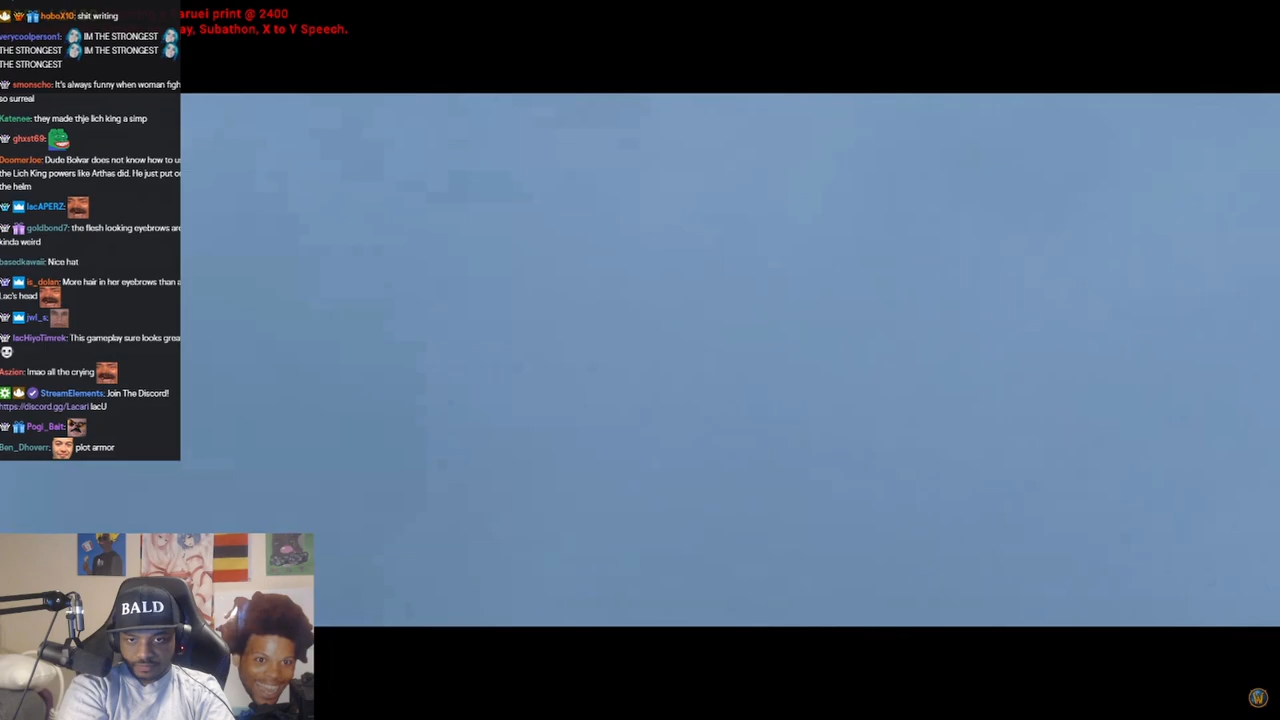 hoboX10: shit writing
aruei print @ 2400
ay, Subathon, X to Y Speech.
verycoolperson1: IM THE STRONGEST
THE STRONGEST IM THE STRONGEST
THE STRONGEST
smonscho: It's always funny when woman figh
so surreal
Katenee: they made thje lich king a simp
ghxst69:
DoomerJoe: Dude Bolvar does not know how to u
the Lich King powers like Arthas did. He just put o
the helm
lacAPERZ:
goldbond7: the flesh looking eyebrows are
kinda weird
basedkawaii: Nice hat
is_dolan: More hair in her eyebrows than a
Lac's head
jwl_s:
lacHiyoTimrek: This gameplay sure looks grea
Aszien: lmao all the crying
StreamElements: Join The Discord!
https://discord.gg/Lacari lacU
Pogi_Bait:
Ben_Dhoverr: plot armor
BALD